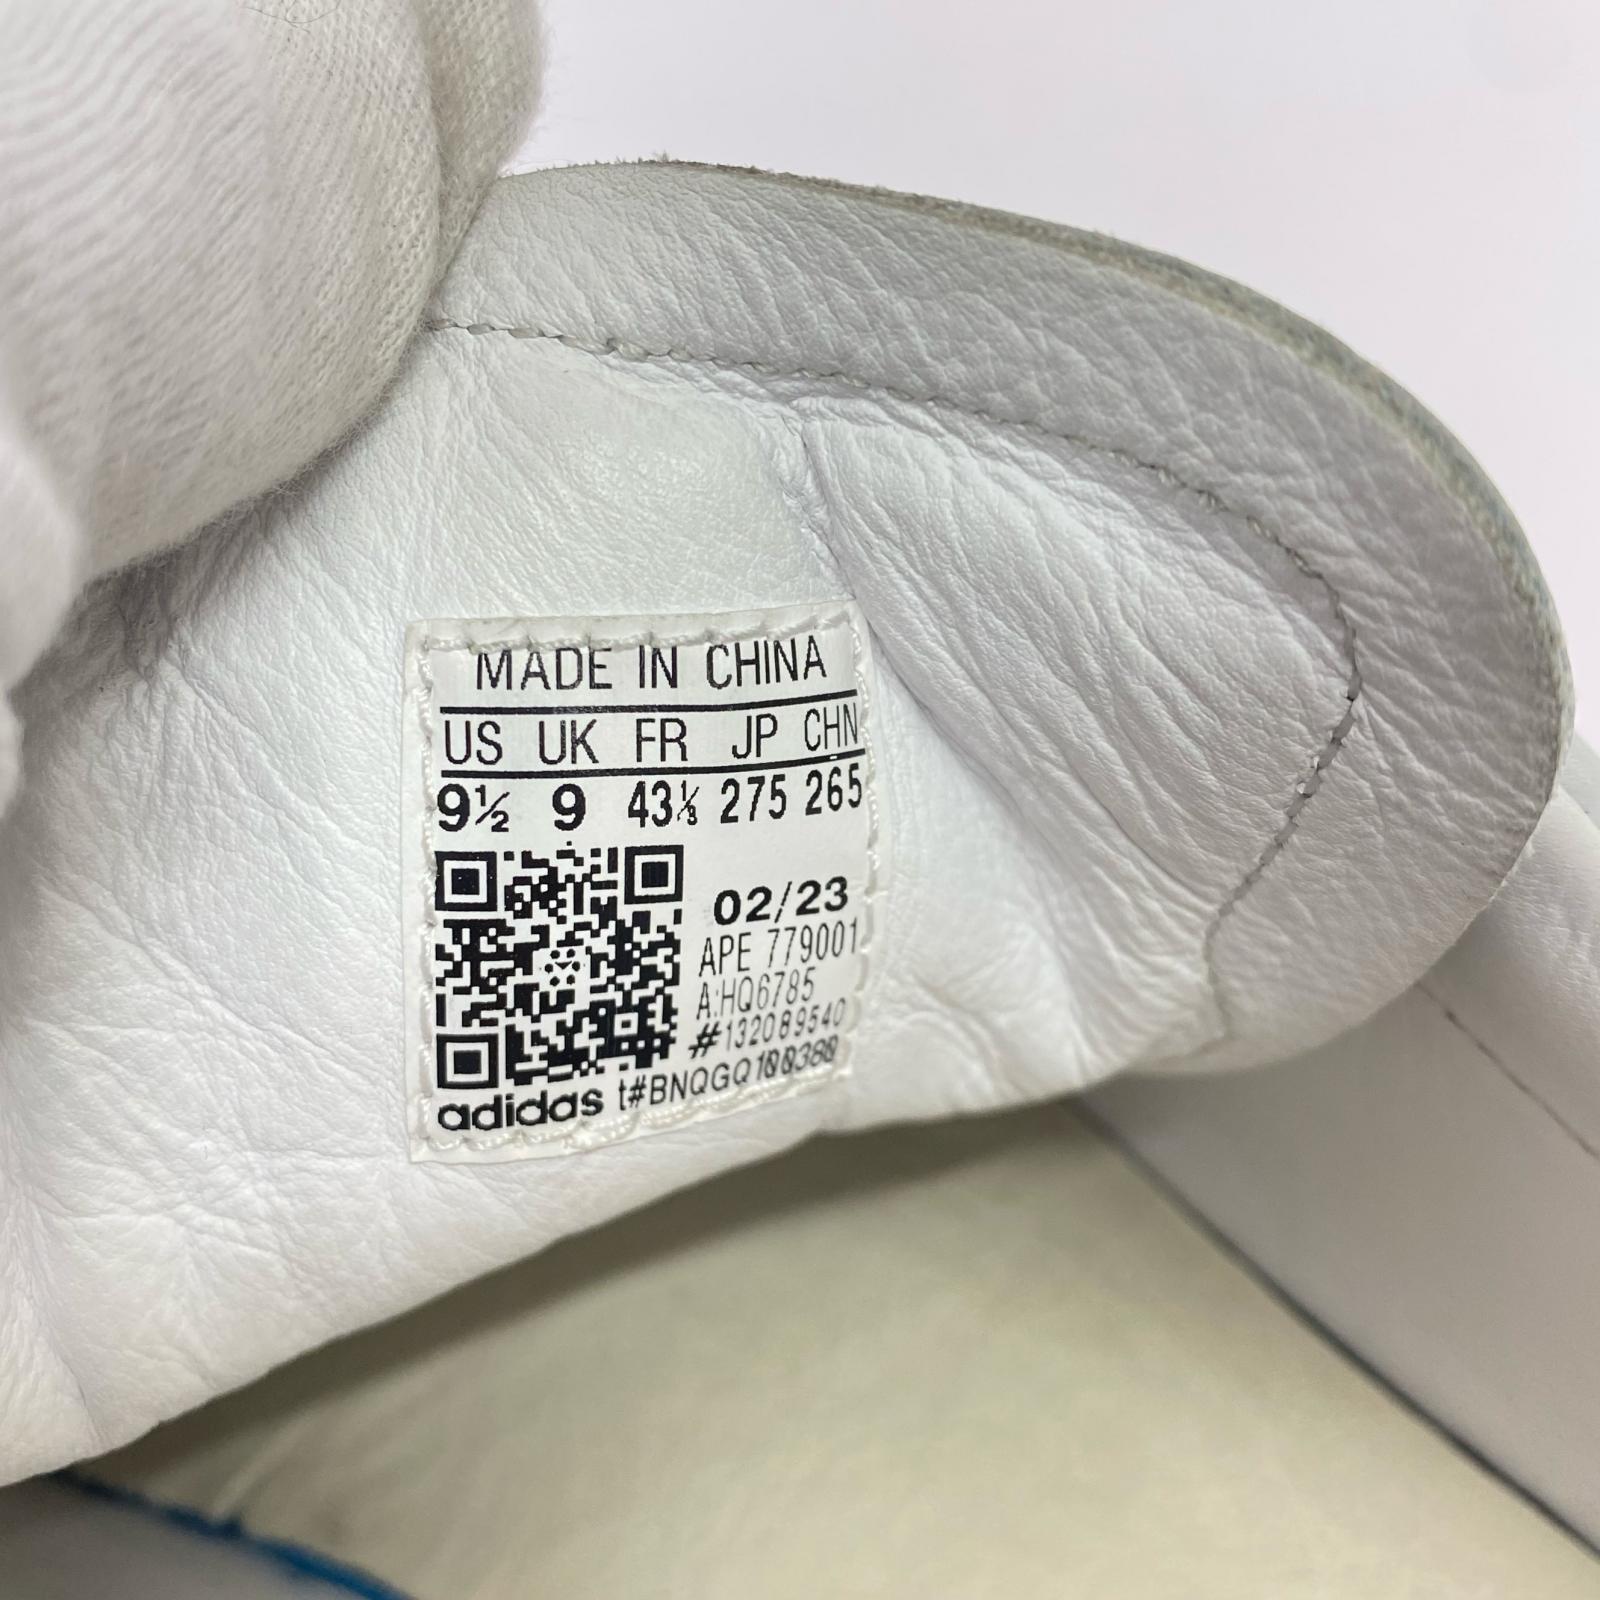 MADE IN CHINA
US UK FR JP CHN
9½ 9 43⅓ 275 265
02/23
APE 779001
A:HQ6785
#132089540
adidas